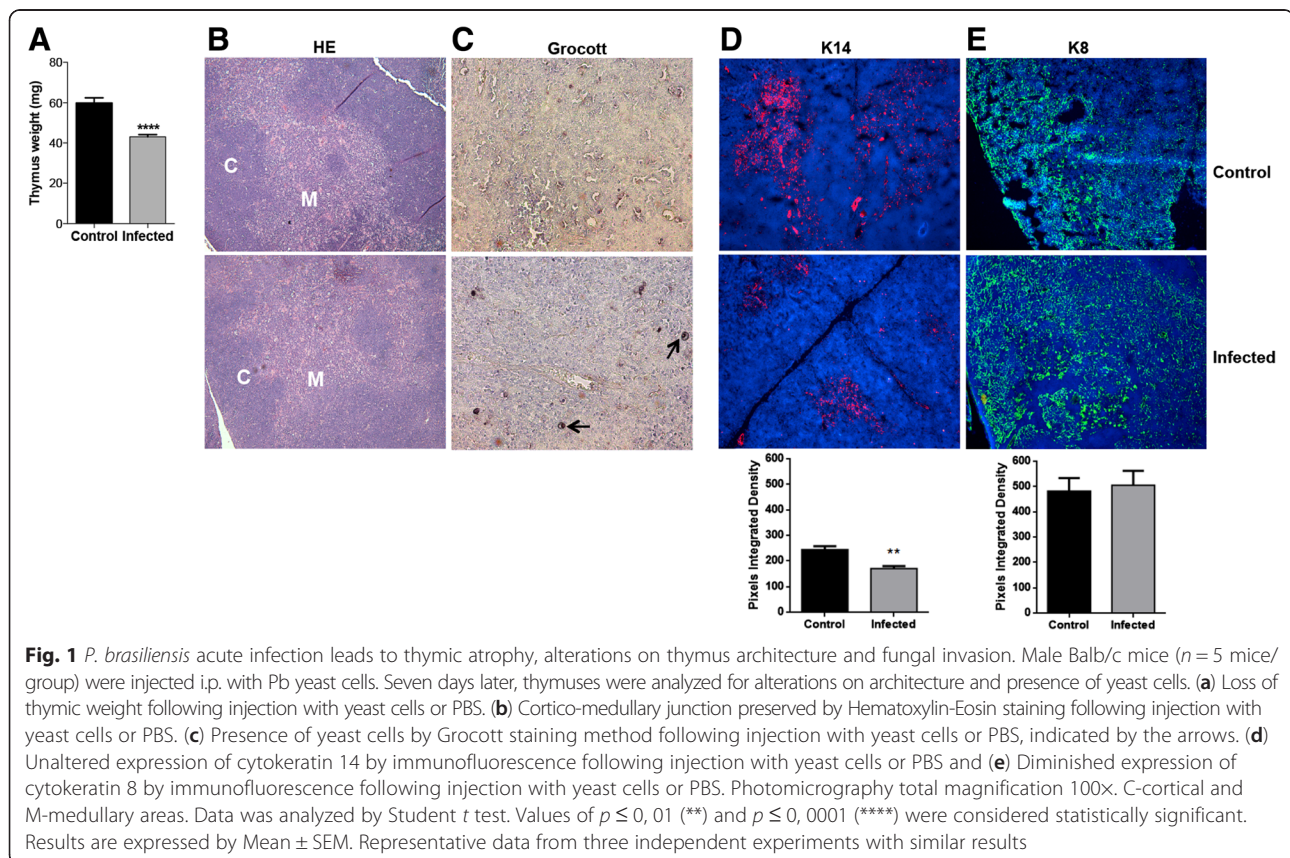 A
B
HE
C
Grocott
D
K14
E
K8
Thymus weight (mg)
80
60
40
20
0
****
Control Infected
C
M
C
M
Control
Infected
Pixels Integrated Density
600
500
400
300
200
100
0
**
Control Infected
Pixels Integrated Density
600
500
400
300
200
100
0
Control Infected
Fig. 1 P. brasiliensis acute infection leads to thymic atrophy, alterations on thymus architecture and fungal invasion. Male Balb/c mice (n = 5 mice/
group) were injected i.p. with Pb yeast cells. Seven days later, thymuses were analyzed for alterations on architecture and presence of yeast cells. (a) Loss of
thymic weight following injection with yeast cells or PBS. (b) Cortico-medullary junction preserved by Hematoxylin-Eosin staining following injection with
yeast cells or PBS. (c) Presence of yeast cells by Grocott staining method following injection with yeast cells or PBS, indicated by the arrows. (d)
Unaltered expression of cytokeratin 14 by immunofluorescence following injection with yeast cells or PBS and (e) Diminished expression of
cytokeratin 8 by immunofluorescence following injection with yeast cells or PBS. Photomicrography total magnification 100×. C-cortical and
M-medullary areas. Data was analyzed by Student t test. Values of p ≤ 0, 01 (**) and p ≤ 0, 0001 (****) were considered statistically significant.
Results are expressed by Mean ± SEM. Representative data from three independent experiments with similar results